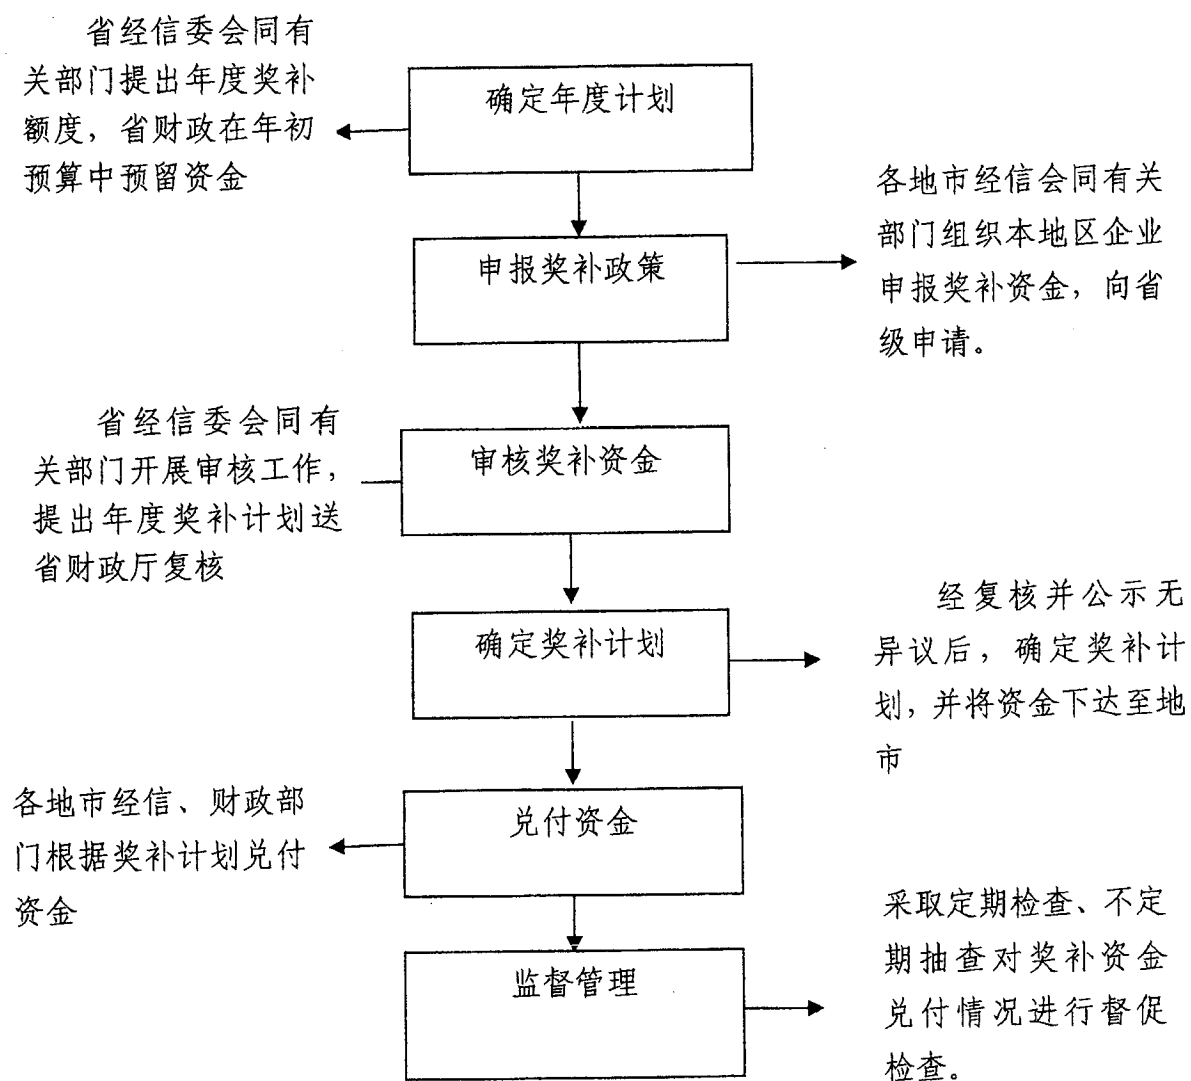 省经信委会同有
关部门提出年度奖补
额度，省财政在年初
预算中预留资金
确定年度计划
申报奖补政策
各地市经信会同有关
部门组织本地区企业
申报奖补资金，向省
级申请。
省经信委会同有
关部门开展审核工作，
提出年度奖补计划送
省财政厅复核
审核奖补资金
确定奖补计划
经复核并公示无
异议后，确定奖补计
划，并将资金下达至地
市
各地市经信、财政部
门根据奖补计划兑付
资金
兑付资金
监督管理
采取定期检查、不定
期抽查对奖补资金
兑付情况进行督促
检查。